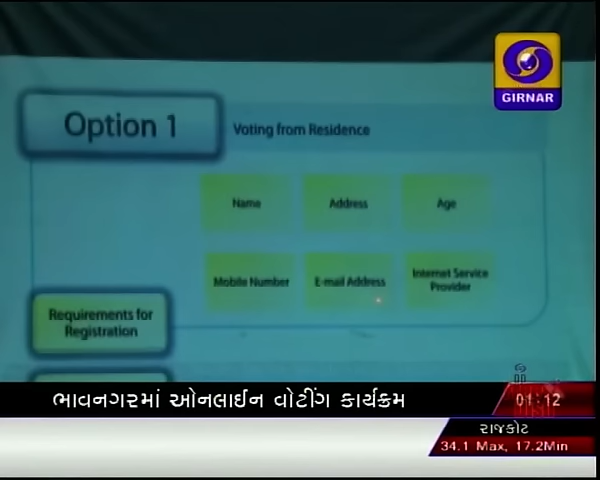 GIRNAR
Option 1
Voting from Residence
Name
Address
Age
Mobile Number
E-mail Address
Internet Service
Provider
Requirements for
Registration
ભાવનગરમાં ઓનલાઈન વોટીંગ કાર્યક્રમ
01:12
રાજકોટ
34.1 Max, 17.2Min